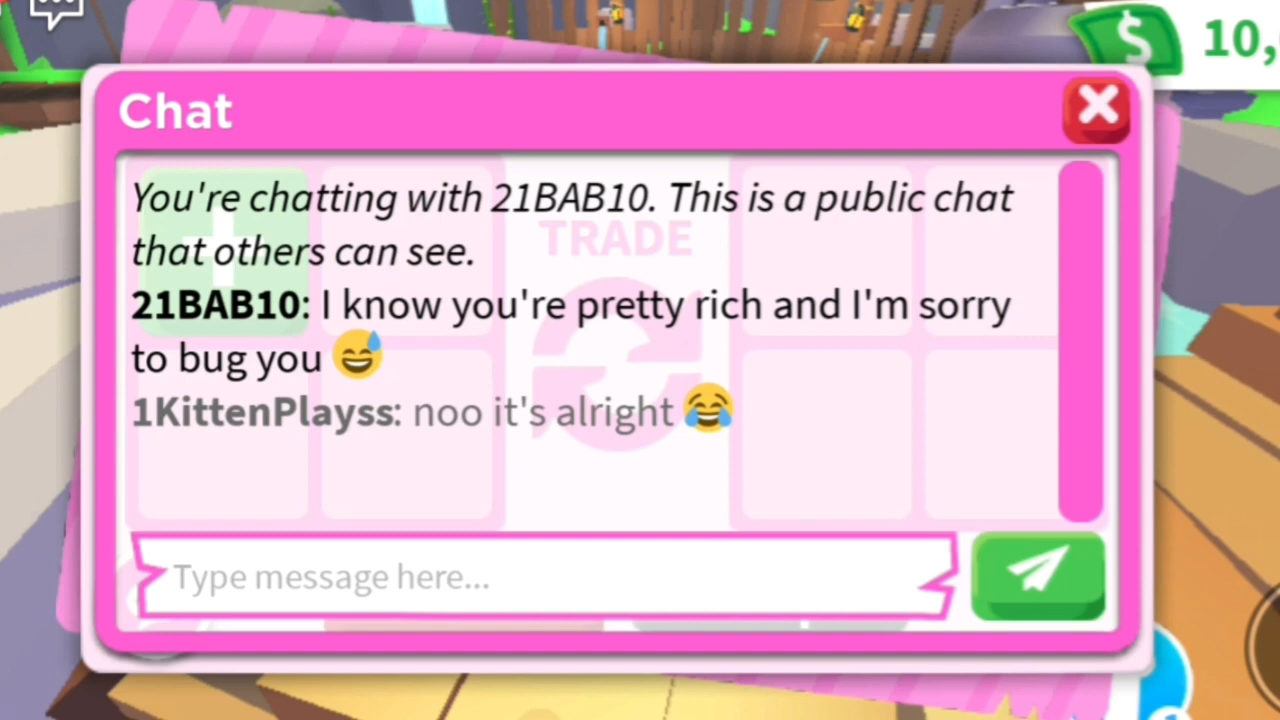 10,
Chat
You're chatting with 21BAB10. This is a public chat
that others can see.
TRADE
21BAB10: I know you're pretty rich and I'm sorry
to bug you 😅
1KittenPlayss: noo it's alright 😂
Type message here...